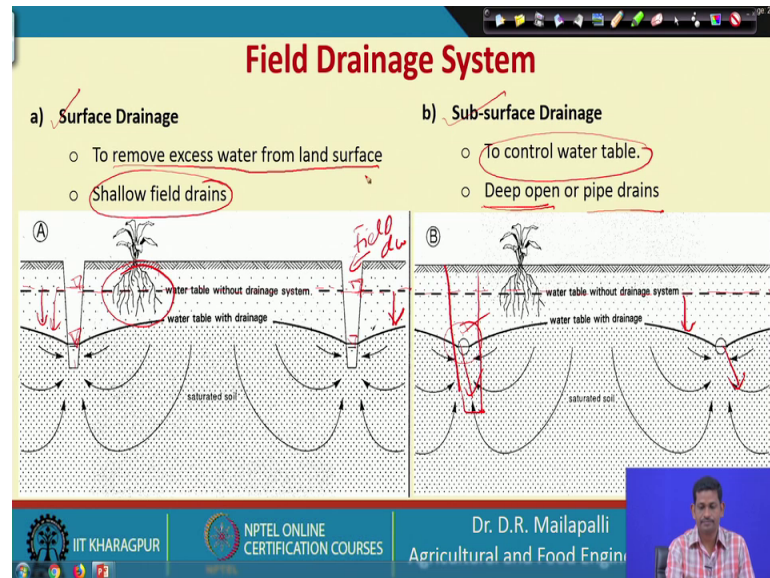 Field Drainage System
a) Surface Drainage
o To remove excess water from land surface
o Shallow field drains
b) Sub-surface Drainage
o To control water table.
o Deep open or pipe drains
A
Field
water table without drainage system.
water table with drainage
saturated soil
B
water table without drainage system
water table with drainage
saturated soil
IIT KHARAGPUR
NPTEL ONLINE
CERTIFICATION COURSES
NPTEL
Dr. D.R. Mailapalli
Agricultural and Food Engine